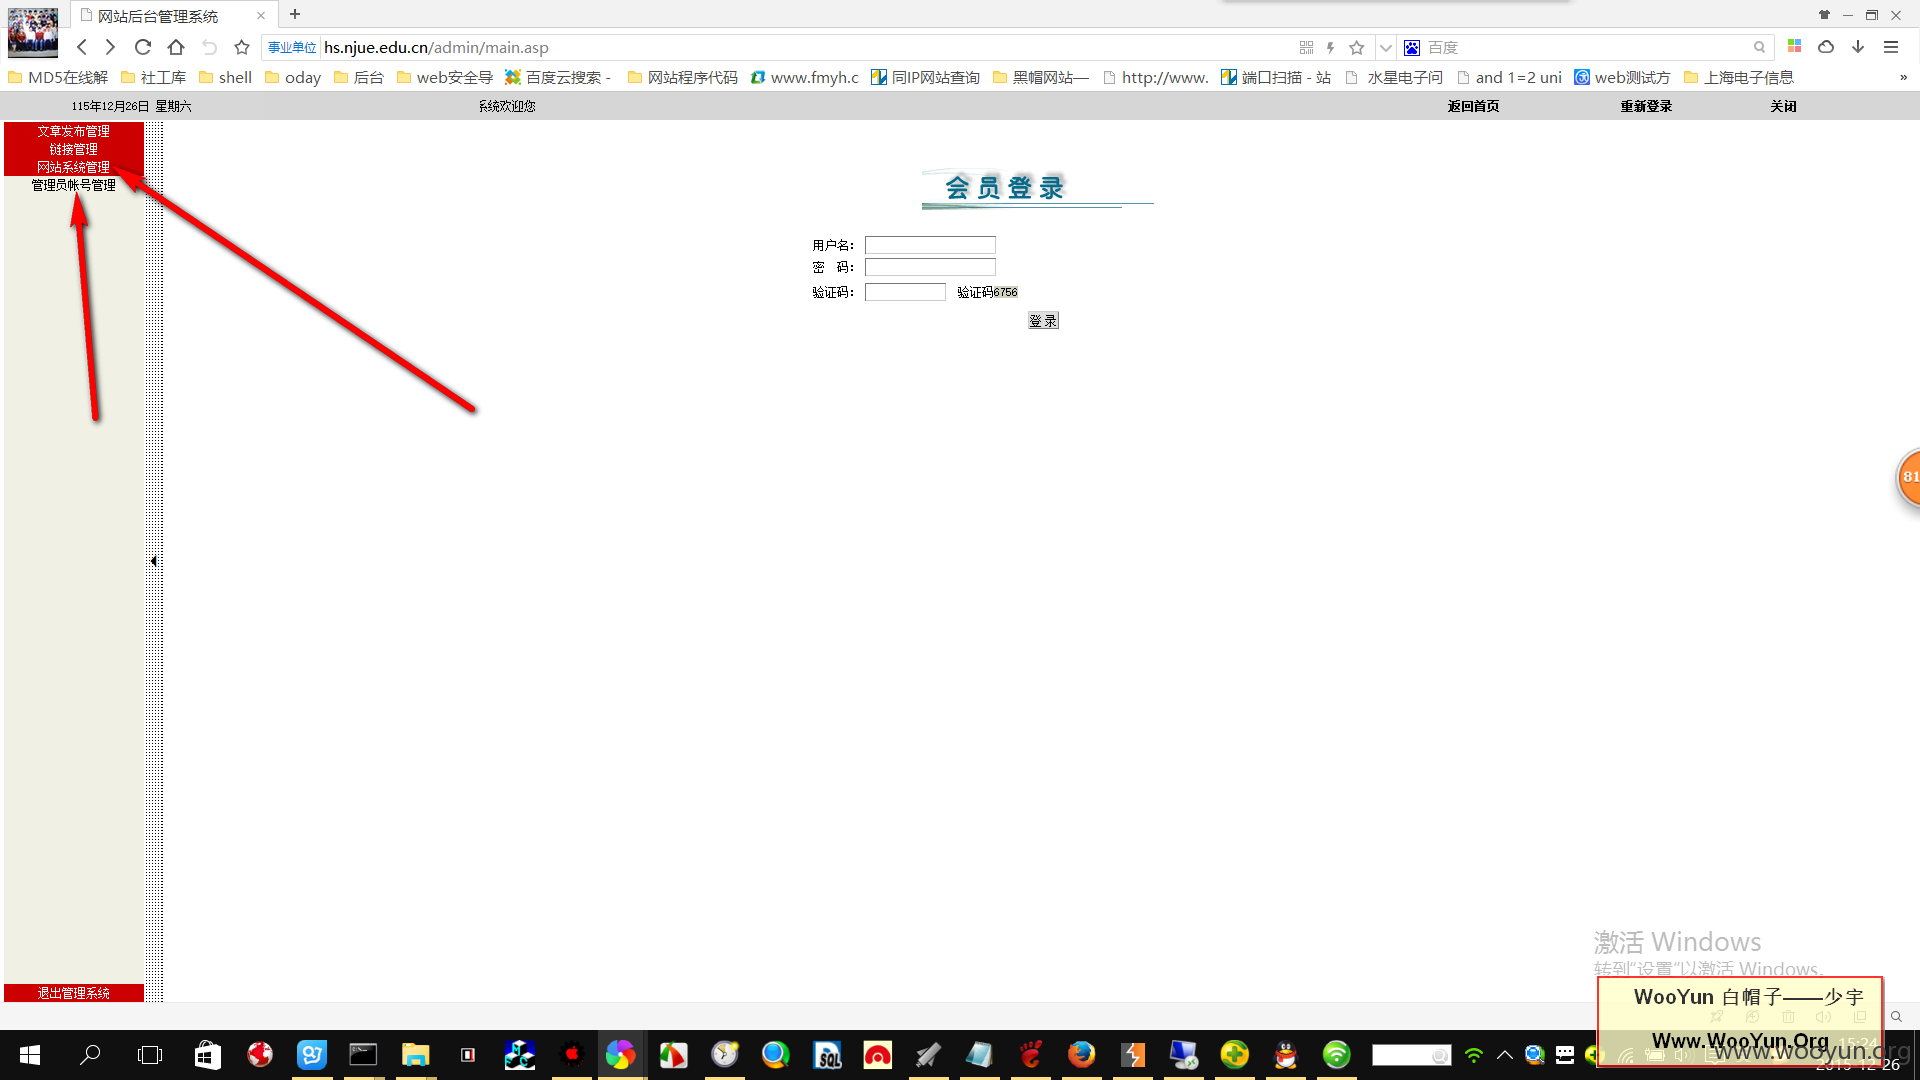 网站后台管理系统
事业单位 hs.njue.edu.cn/admin/main.asp
百度
MD5在线解 社工库 shell oday 后台 web安全导 百度云搜索 - 网站程序代码 www.fmyh.c 同IP网站查询 黑帽网站— http://www. 端口扫描 - 站 水星电子问 and 1=2 uni web测试方 上海电子信息 »
115年12月26日 星期六 系统欢迎您 返回首页 重新登录 关闭
文章发布管理
链接管理
网站系统管理
管理员帐号管理
会员登录
用户名：
密 码：
验证码： 验证码6756
登 录
81
退出管理系统
激活 Windows
转到"设置"以激活 Windows。
WooYun 白帽子——少宇
Www.WooYun.Org
www.wooyun.org
SQL
15:24
2015-12-26